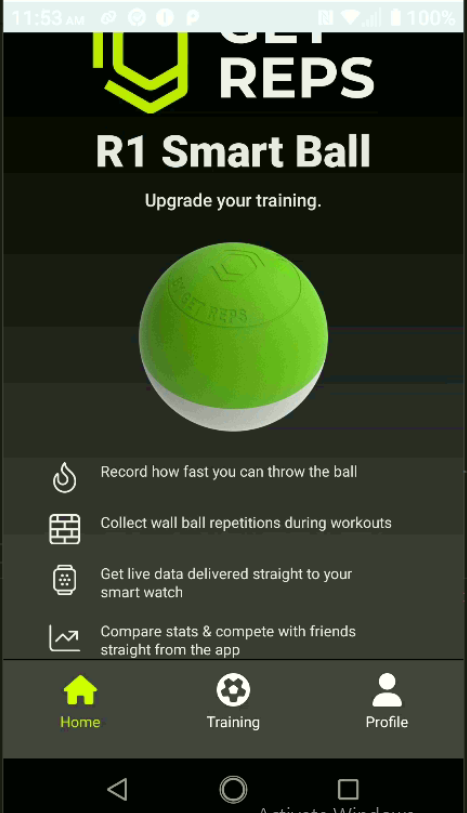 11:53 AM
100%
GET
REPS
R1 Smart Ball
Upgrade your training.
BY GET REPS
Record how fast you can throw the ball
Collect wall ball repetitions during workouts
Get live data delivered straight to your
smart watch
Compare stats & compete with friends
straight from the app
Home
Training
Profile
Activate Windows